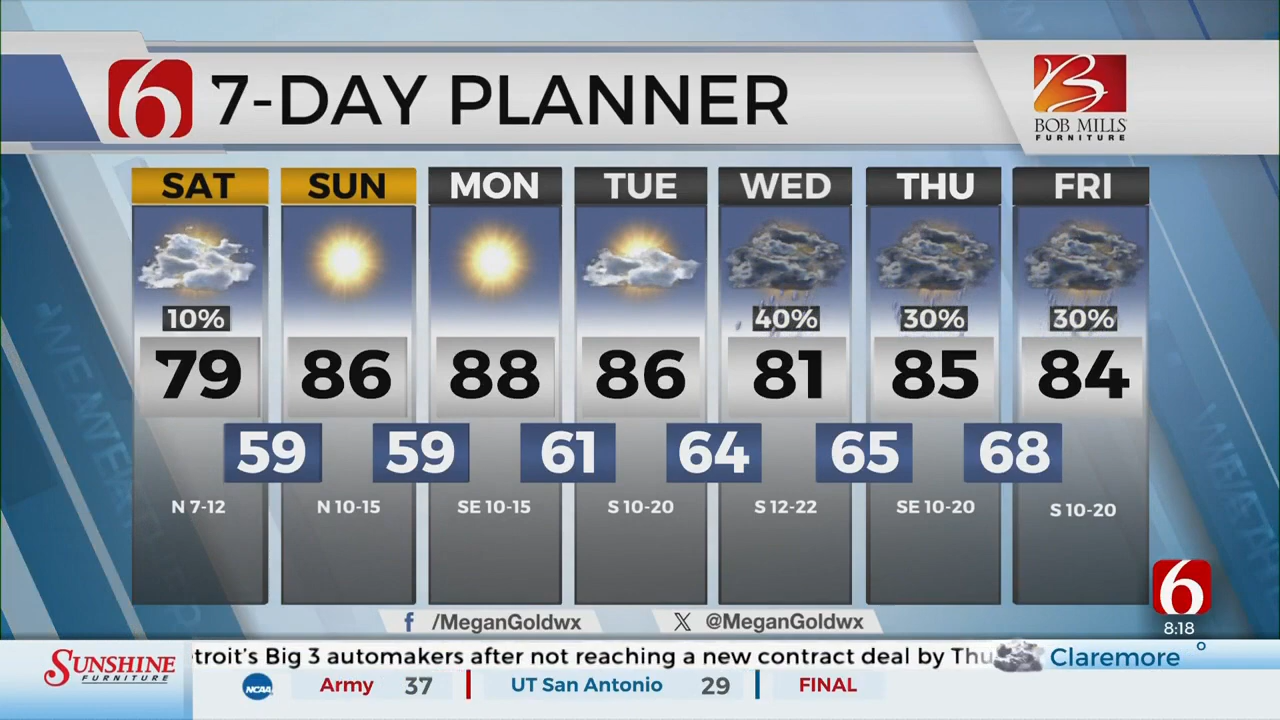 6 7-DAY PLANNER
B
BOB MILLS
FURNITURE
SAT SUN MON TUE WED THU FRI
10% 40% 30% 30%
79 86 88 86 81 85 84
59 59 61 64 65 68
N 7-12 N 10-15 SE 10-15 S 10-20 S 12-22 SE 10-20 S 10-20
6
8:18
f /MeganGoldwx X @MeganGoldwx
SUNSHINE
FURNITURE
etroit's Big 3 automakers after not reaching a new contract deal by Thu
Claremore °
NCAA Army 37 UT San Antonio 29 FINAL